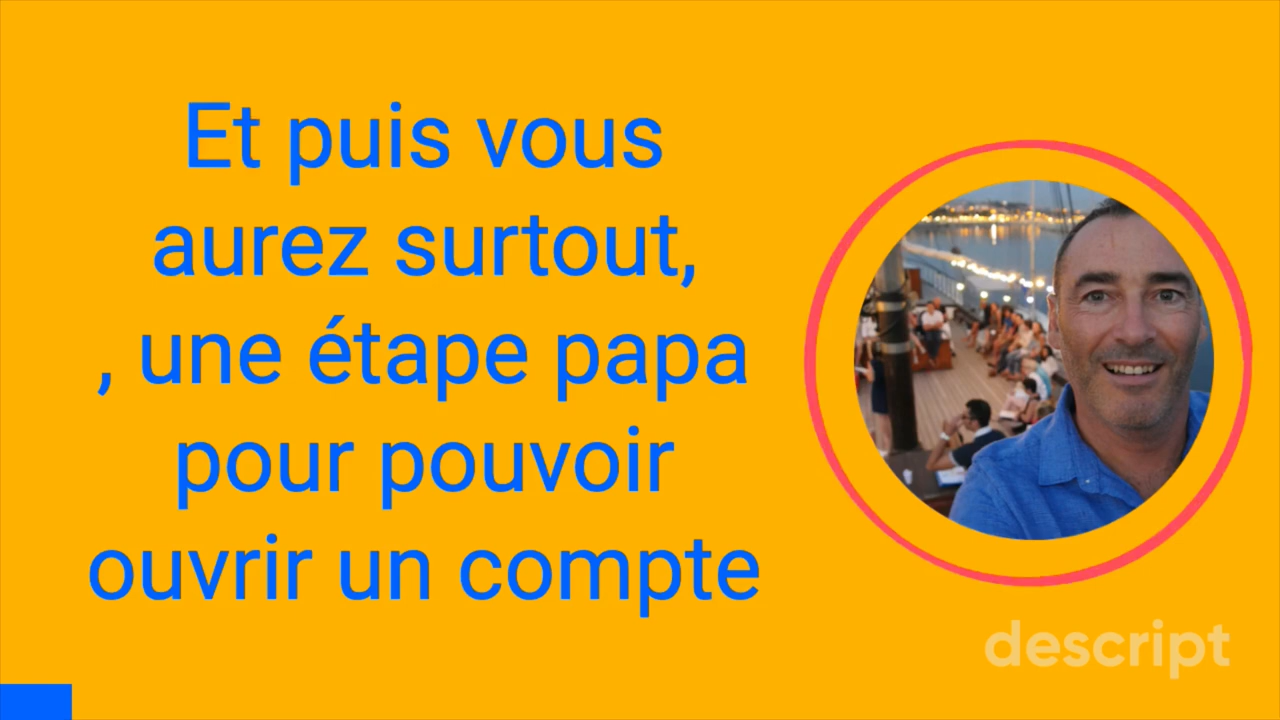 Et puis vous
aurez surtout,
, une étape papa
pour pouvoir
ouvrir un compte
descript